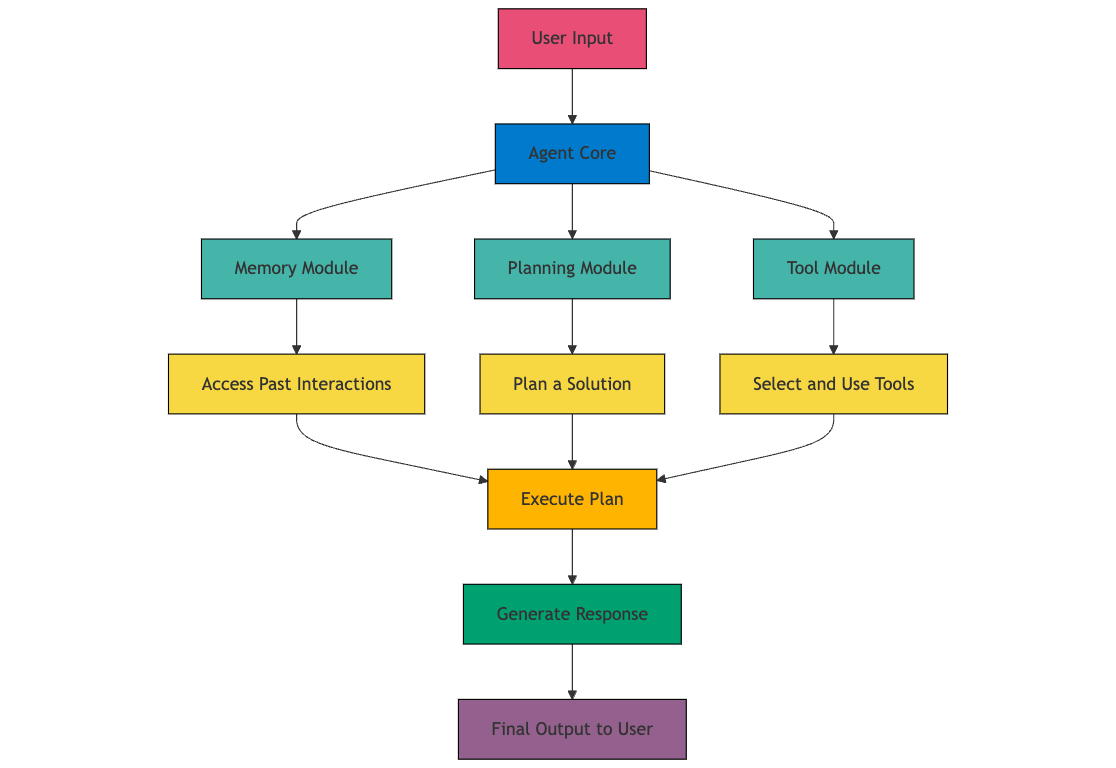 User Input
Agent Core
Memory Module
Planning Module
Tool Module
Access Past Interactions
Plan a Solution
Select and Use Tools
Execute Plan
Generate Response
Final Output to User